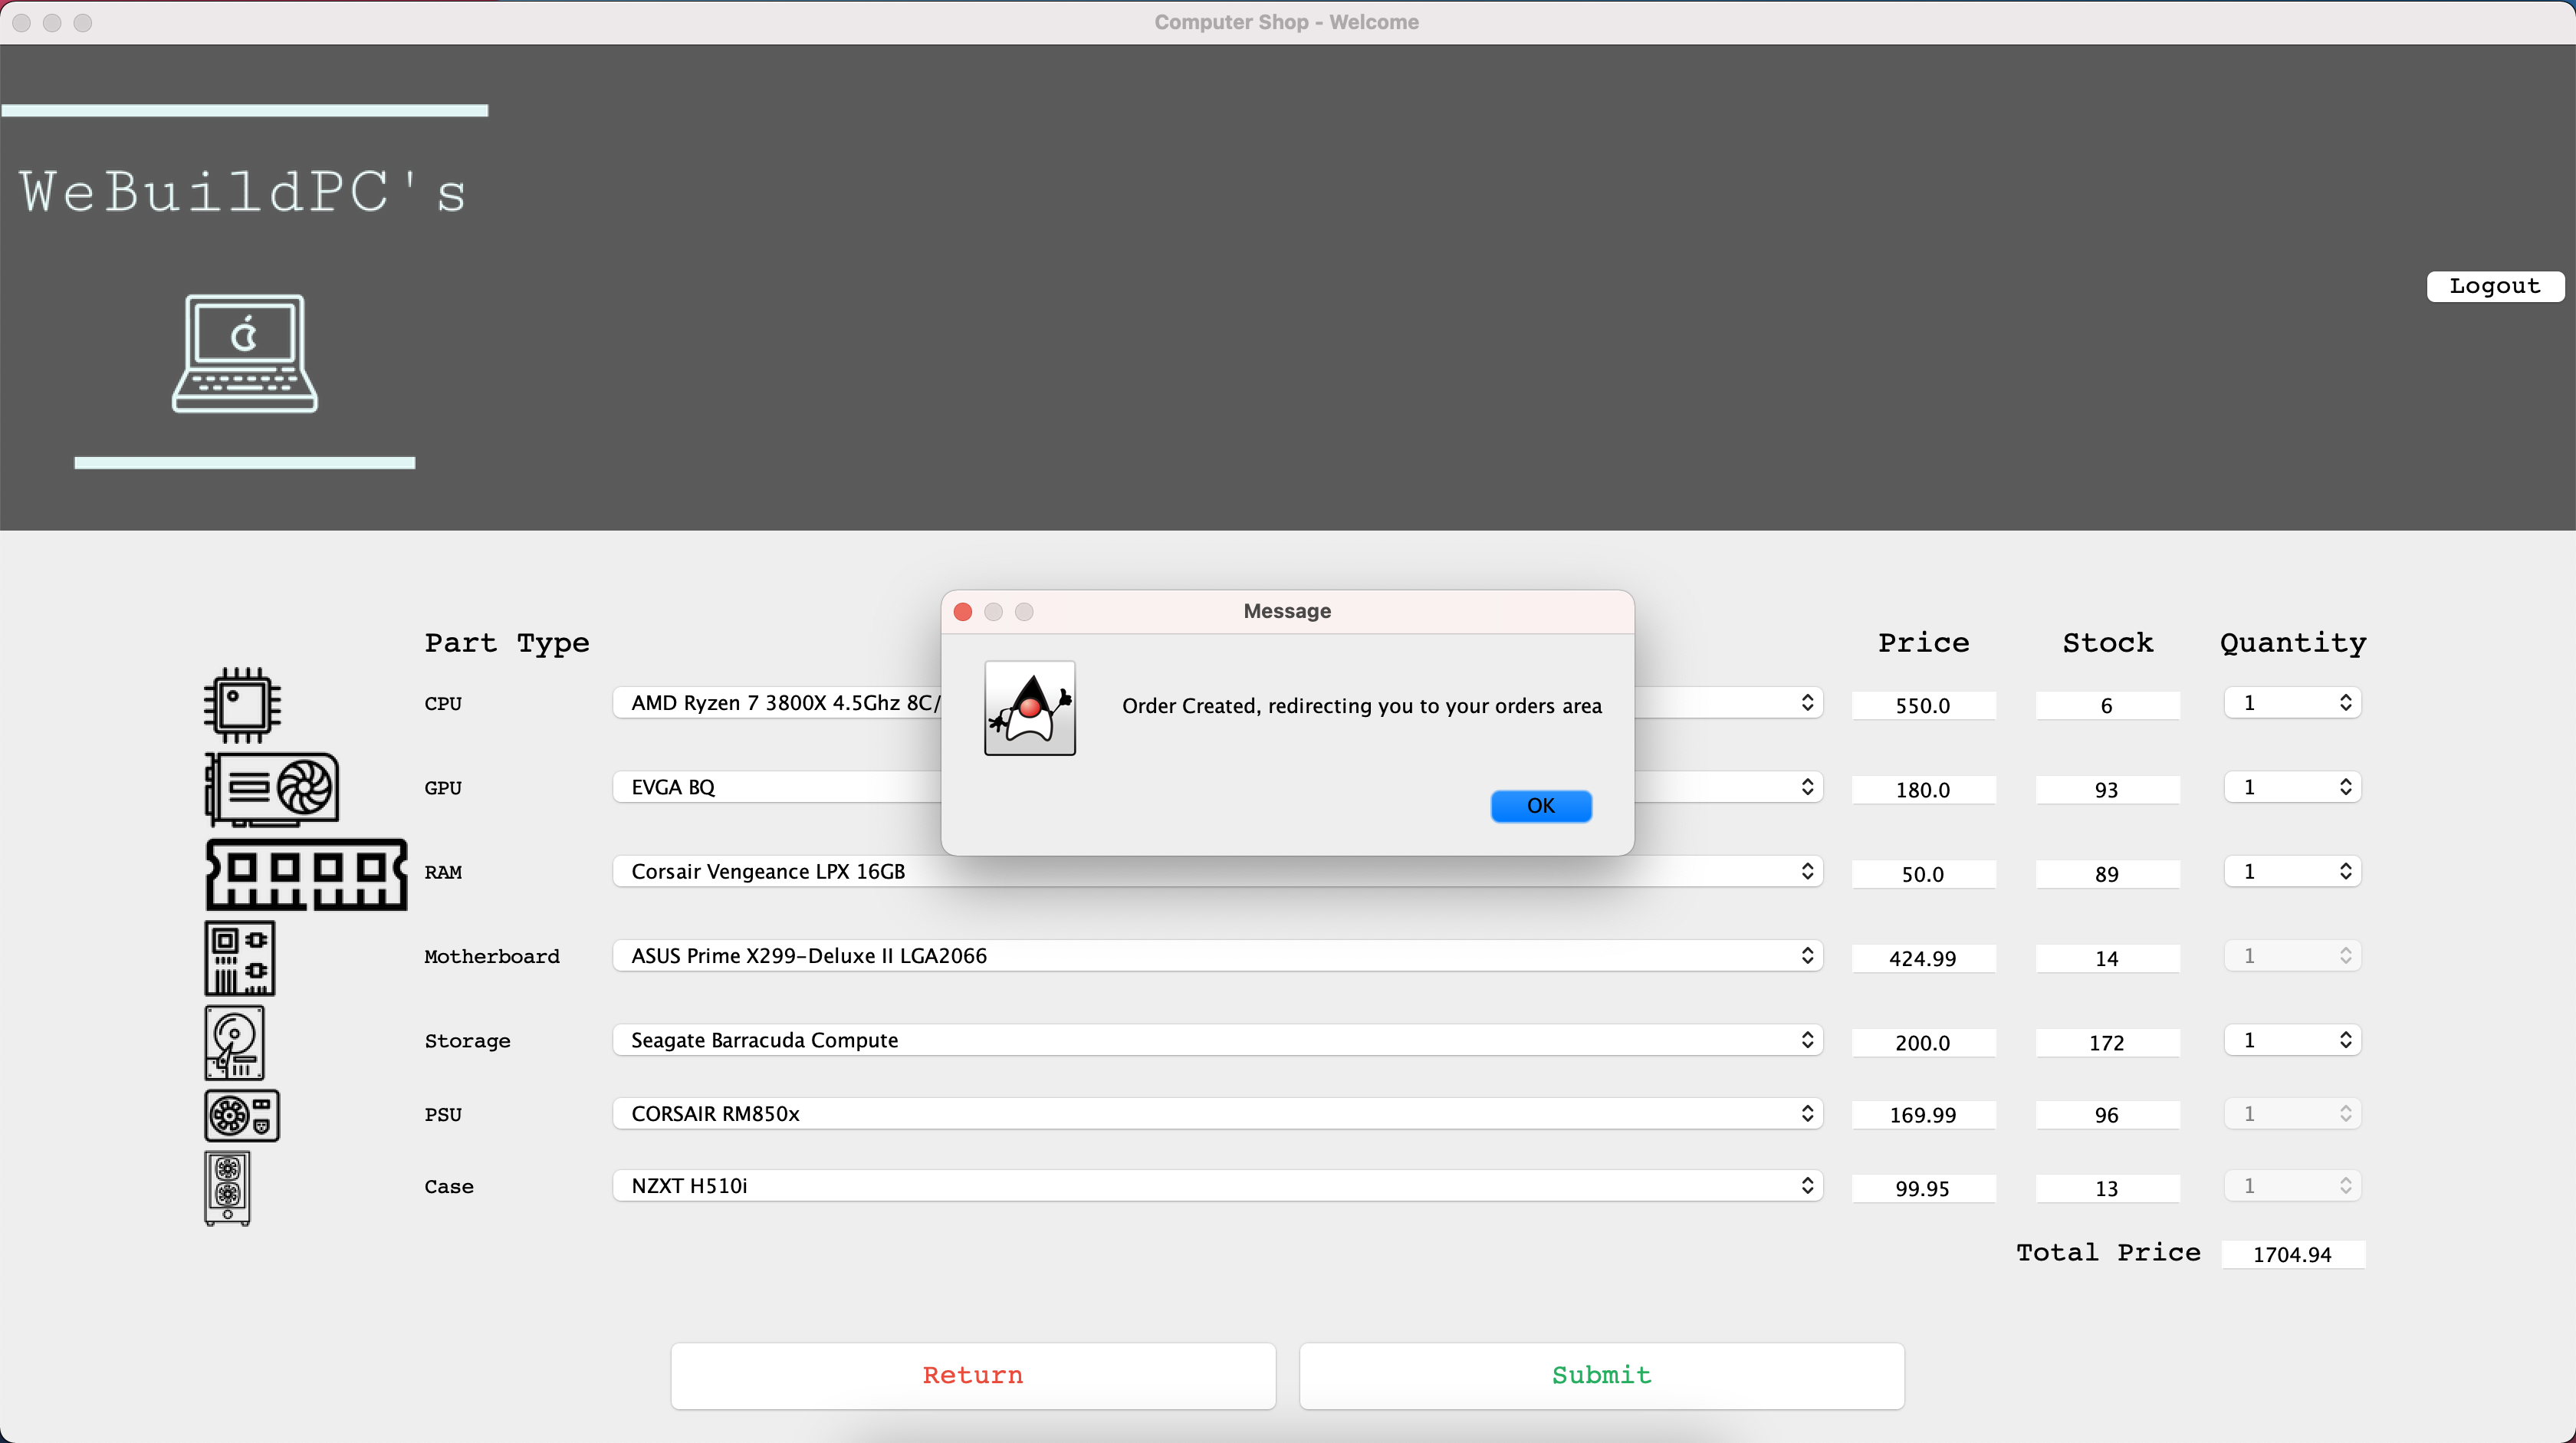 Computer Shop - Welcome
WeBuildPC's
Logout
Message
Order Created, redirecting you to your orders area
OK
Part Type
Price
Stock
Quantity
CPU
AMD Ryzen 7 3800X 4.5Ghz 8C/
550.0
6
1
GPU
EVGA BQ
180.0
93
1
RAM
Corsair Vengeance LPX 16GB
50.0
89
1
Motherboard
ASUS Prime X299-Deluxe II LGA2066
424.99
14
1
Storage
Seagate Barracuda Compute
200.0
172
1
PSU
CORSAIR RM850x
169.99
96
1
Case
NZXT H510i
99.95
13
1
Total Price
1704.94
Return
Submit